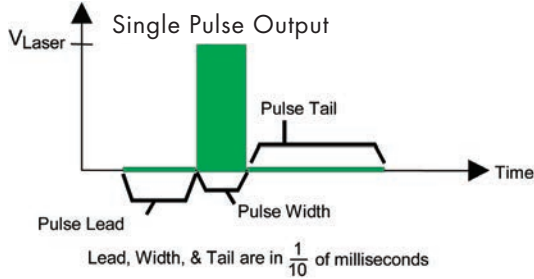 Single Pulse Output
VLaser
Pulse Tail
Time
Pulse Lead
Pulse Width
Lead, Width, & Tail are in 1/10 of milliseconds